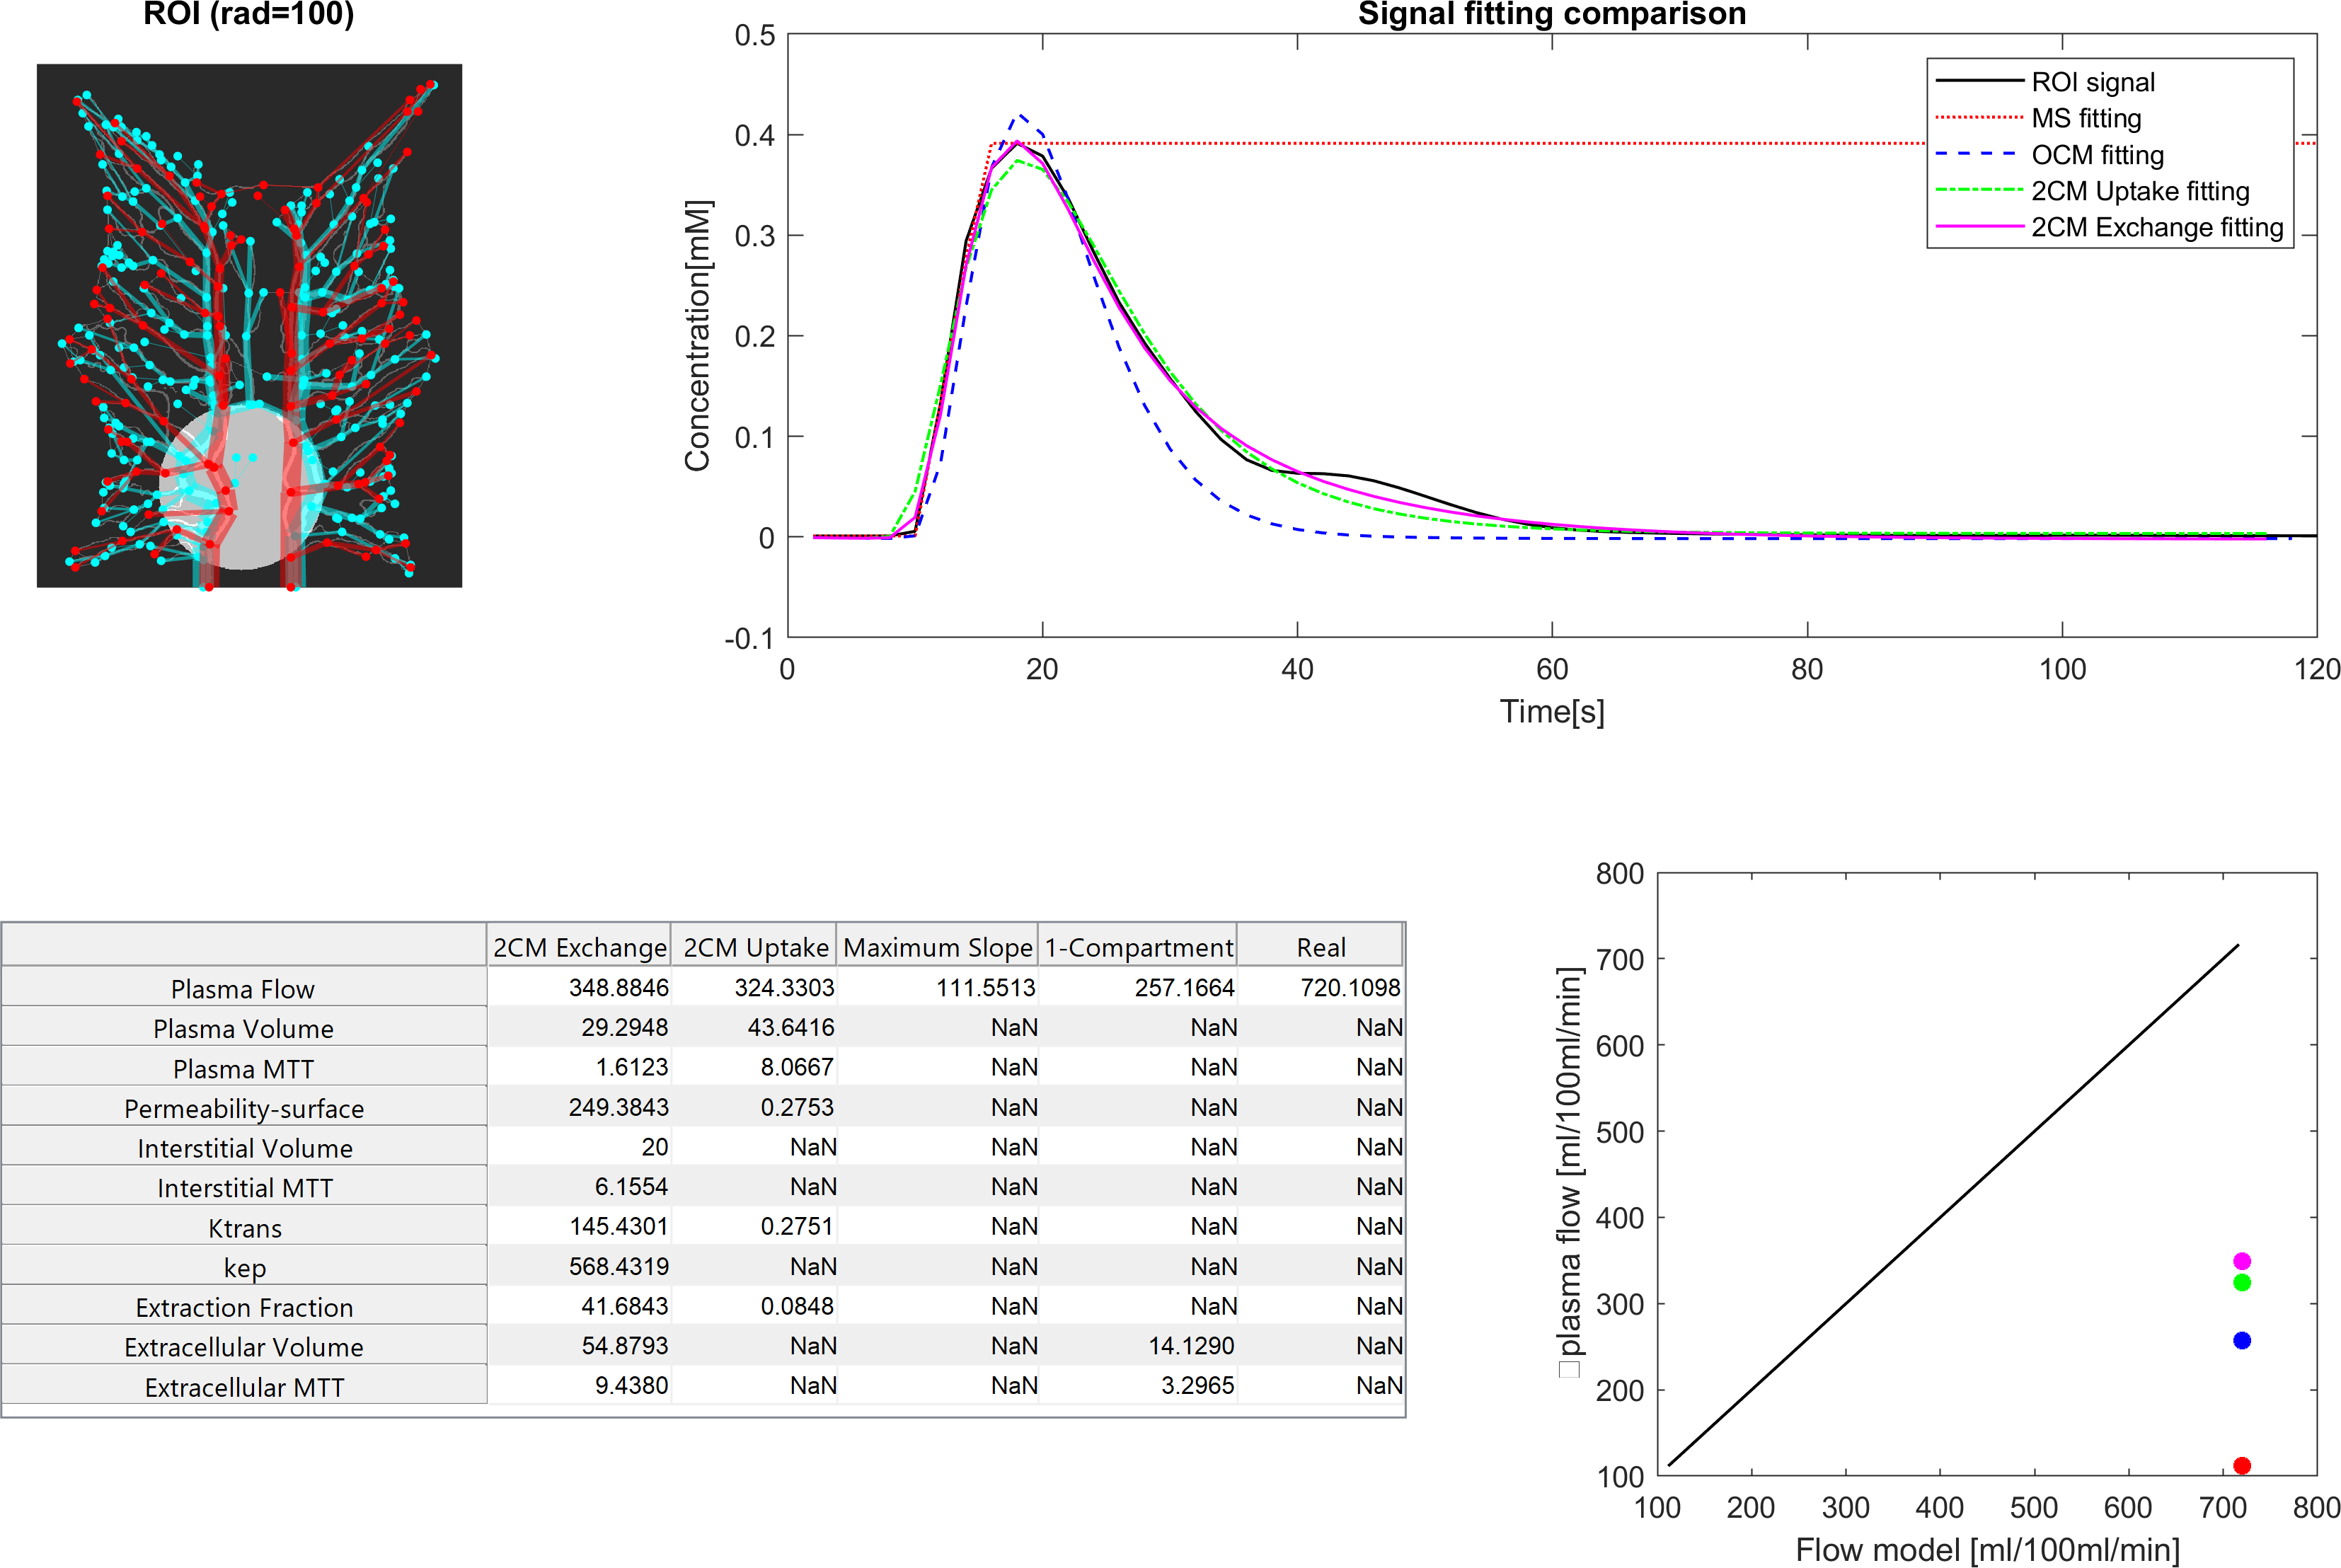 ROI (rad=100)
Signal fitting comparison
0.5
0.4
0.3
0.2
0.1
0
-0.1
Concentration[mM]
0 20 40 60 80 100 120
Time[s]
ROI signal
MS fitting
OCM fitting
2CM Uptake fitting
2CM Exchange fitting
2CM Exchange 2CM Uptake Maximum Slope 1-Compartment Real
Plasma Flow 348.8846 324.3303 111.5513 257.1664 720.1098
Plasma Volume 29.2948 43.6416 NaN NaN NaN
Plasma MTT 1.6123 8.0667 NaN NaN NaN
Permeability-surface 249.3843 0.2753 NaN NaN NaN
Interstitial Volume 20 NaN NaN NaN NaN
Interstitial MTT 6.1554 NaN NaN NaN NaN
Ktrans 145.4301 0.2751 NaN NaN NaN
kep 568.4319 NaN NaN NaN NaN
Extraction Fraction 41.6843 0.0848 NaN NaN NaN
Extracellular Volume 54.8793 NaN NaN 14.1290 NaN
Extracellular MTT 9.4380 NaN NaN 3.2965 NaN
800
700
600
500
400
300
200
100
□plasma flow [ml/100ml/min]
100 200 300 400 500 600 700 800
Flow model [ml/100ml/min]